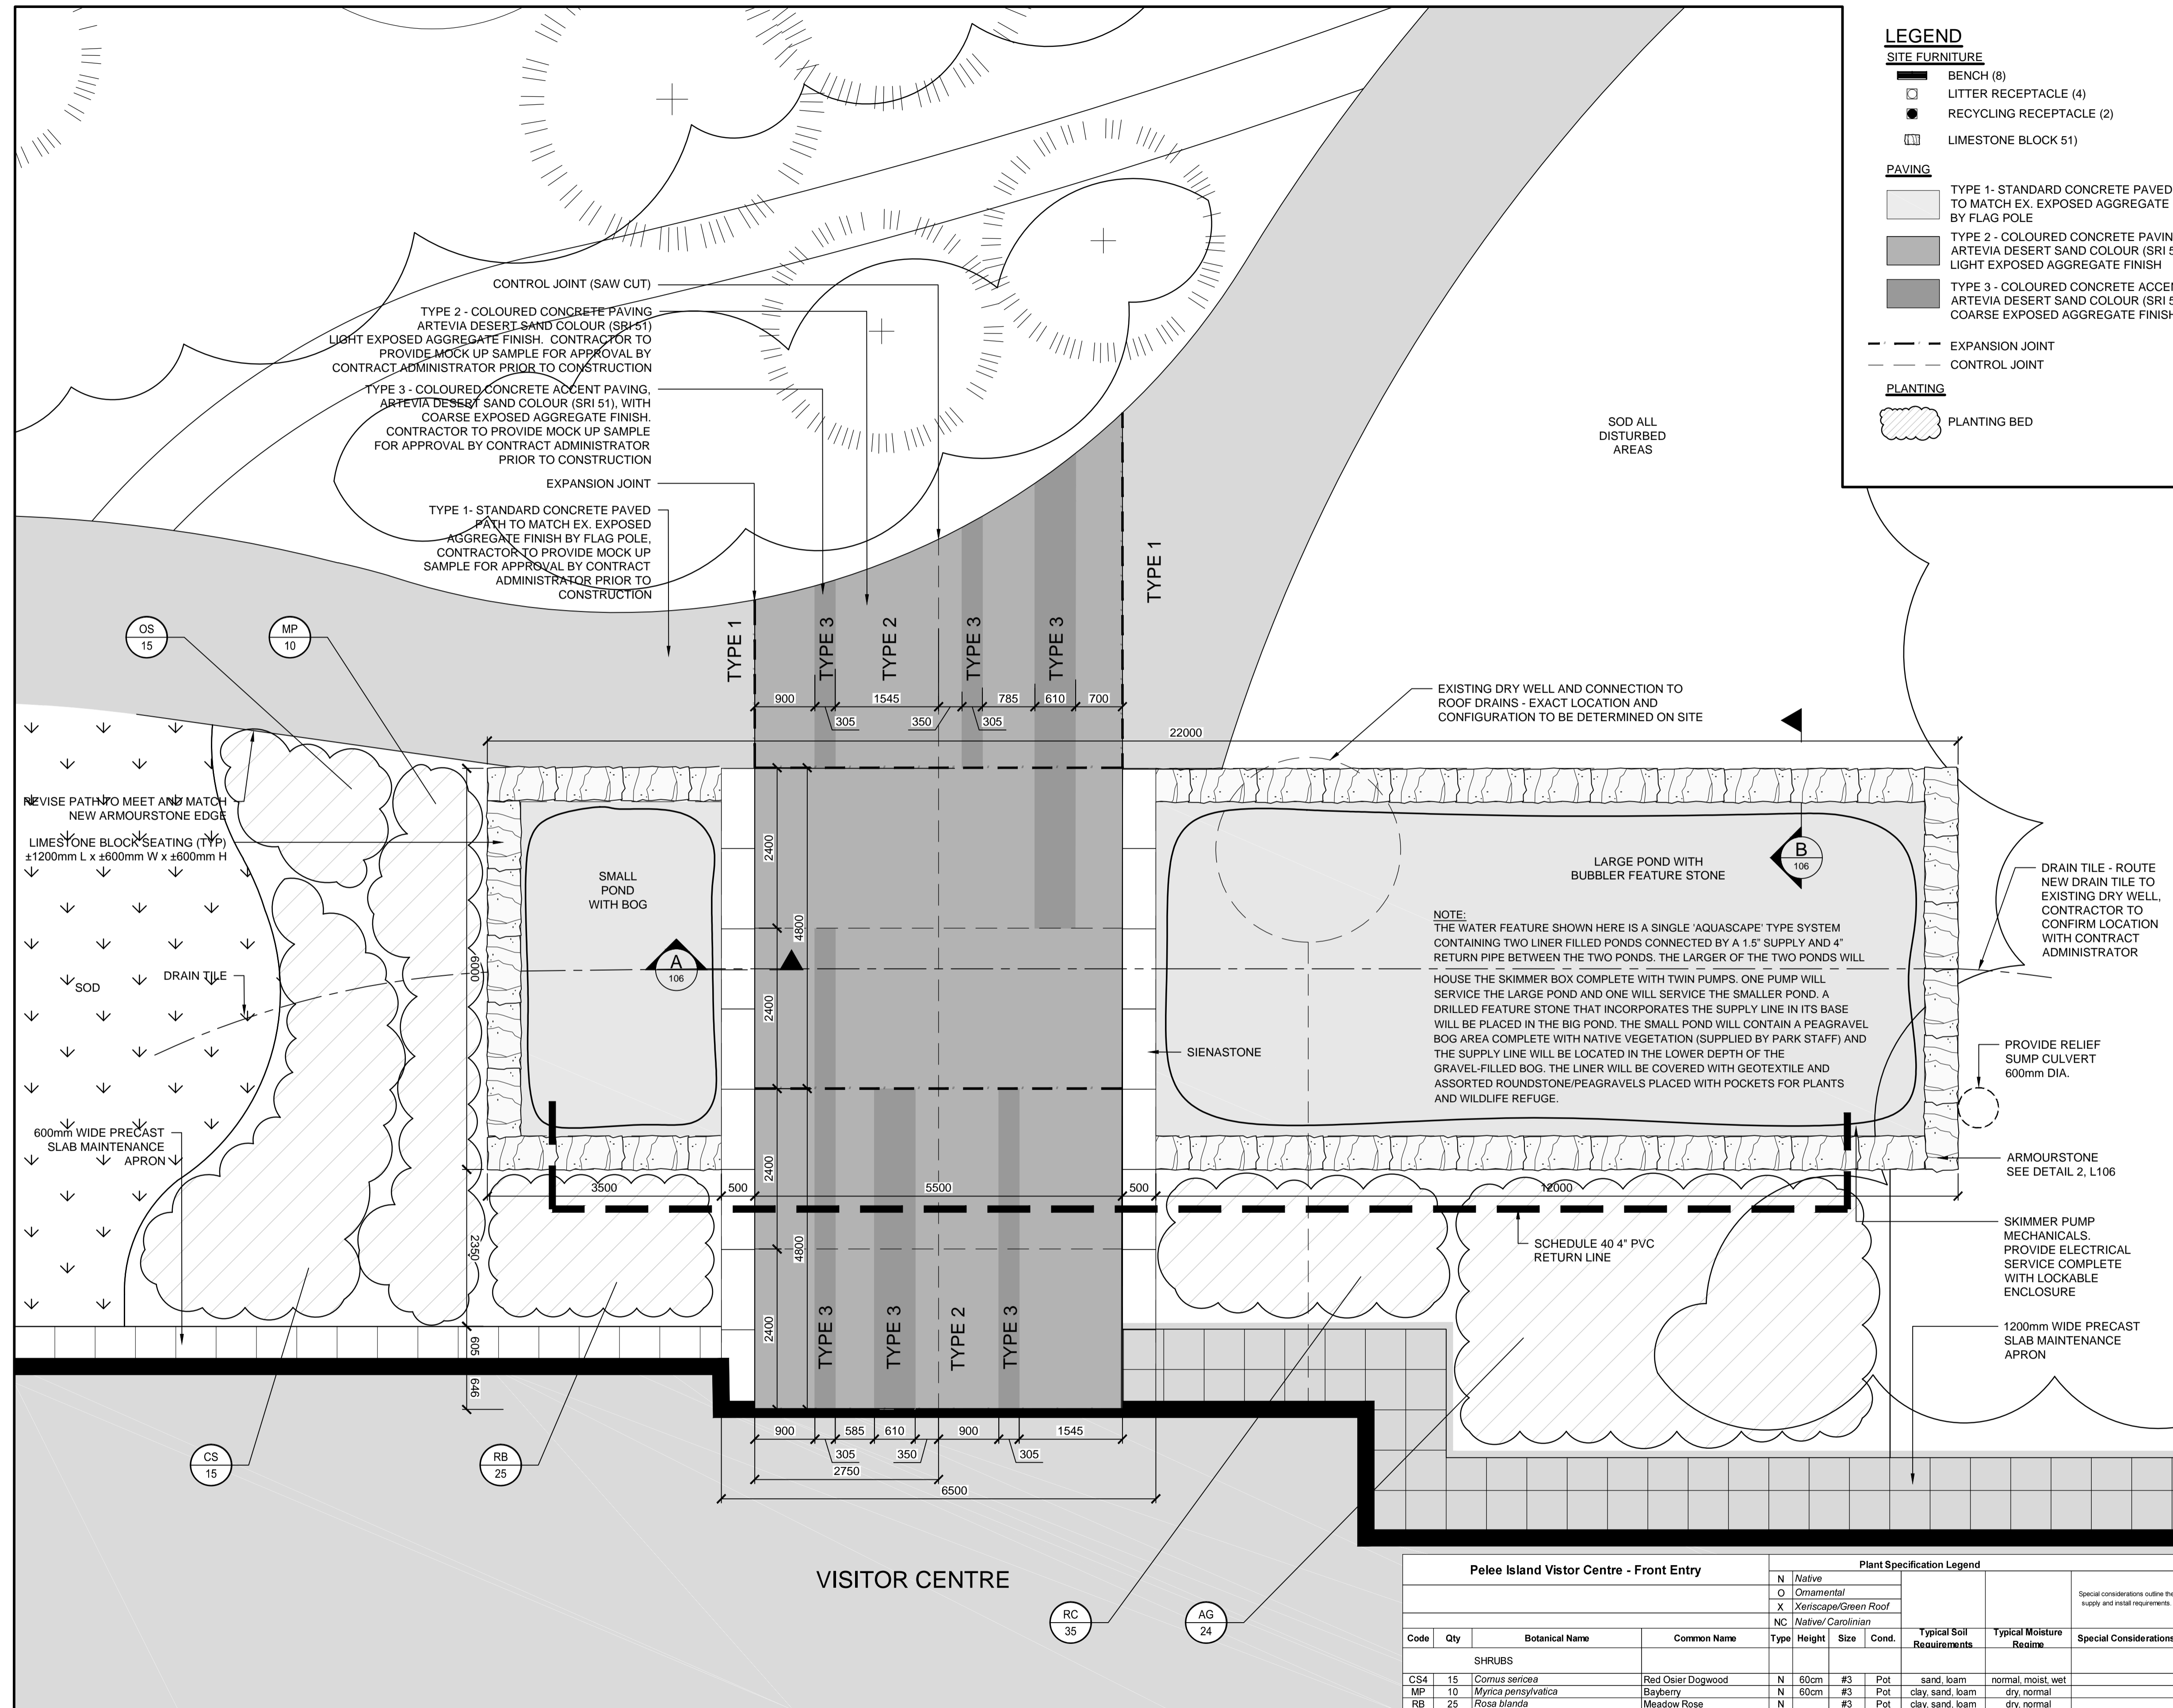 LEGEND
SITE FURNITURE
BENCH (8)
LITTER RECEPTACLE (4)
RECYCLING RECEPTACLE (2)
LIMESTONE BLOCK 51)
PAVING
TYPE 1- STANDARD CONCRETE PAVED
TO MATCH EX. EXPOSED AGGREGATE
BY FLAG POLE
TYPE 2 - COLOURED CONCRETE
ARTEVIA DESERT SAND COLOUR (SRI
LIGHT EXPOSED AGGREGATE FINISH
TYPE 3 - COLOURED CONCRETE
ARTEVIA DESERT SAND COLOUR (SRI
COARSE EXPOSED AGGREGATE
EXPANSION JOINT
CONTROL JOINT
PLANTING
PLANTING BED
CONTROL JOINT (SAW CUT)
TYPE 2 - COLOURED CONCRETE PAVING
ARTEVIA DESERT SAND COLOUR (SRI 51)
LIGHT EXPOSED AGGREGATE FINISH. CONTRACTOR TO
PROVIDE MOCK UP SAMPLE FOR APPROVAL BY
CONTRACT ADMINISTRATOR PRIOR TO CONSTRUCTION
TYPE 3 - COLOURED CONCRETE ACCENT PAVING,
ARTEVIA DESERT SAND COLOUR (SRI 51), WITH
COARSE EXPOSED AGGREGATE FINISH.
CONTRACTOR TO PROVIDE MOCK UP SAMPLE
FOR APPROVAL BY CONTRACT ADMINISTRATOR
PRIOR TO CONSTRUCTION
EXPANSION JOINT
TYPE 1- STANDARD CONCRETE PAVED
PATH TO MATCH EX. EXPOSED
AGGREGATE FINISH BY FLAG POLE,
CONTRACTOR TO PROVIDE MOCK UP
SAMPLE FOR APPROVAL BY CONTRACT
ADMINISTRATOR PRIOR TO
CONSTRUCTION
SOD ALL
DISTURBED
AREAS
OS
15
MP
10
TYPE 1
TYPE 3
TYPE 2
TYPE 3
TYPE 3
TYPE 1
900
1545
785
610
700
305
350
305
22000
EXISTING DRY WELL AND CONNECTION TO
ROOF DRAINS - EXACT LOCATION AND
CONFIGURATION TO BE DETERMINED ON SITE
REVISE PATH TO MEET AND MATCH
NEW ARMOURSTONE EDGE
LIMESTONE BLOCK SEATING (TYP)
±1200mm L x ±600mm W x ±600mm H
SMALL
POND
WITH BOG
2400
4800
2400
2400
4800
2400
6000
A
106
DRAIN TILE
SOD
600mm WIDE PRECAST
SLAB MAINTENANCE
APRON
LARGE POND WITH
BUBBLER FEATURE STONE
B
106
NOTE:
THE WATER FEATURE SHOWN HERE IS A SINGLE 'AQUASCAPE' TYPE SYSTEM
CONTAINING TWO LINER FILLED PONDS CONNECTED BY A 1.5" SUPPLY AND 4"
RETURN PIPE BETWEEN THE TWO PONDS. THE LARGER OF THE TWO PONDS WILL
HOUSE THE SKIMMER BOX COMPLETE WITH TWIN PUMPS. ONE PUMP WILL
SERVICE THE LARGE POND AND ONE WILL SERVICE THE SMALLER POND. A
DRILLED FEATURE STONE THAT INCORPORATES THE SUPPLY LINE IN ITS BASE
WILL BE PLACED IN THE BIG POND. THE SMALL POND WILL CONTAIN A PEAGRAVEL
BOG AREA COMPLETE WITH NATIVE VEGETATION (SUPPLIED BY PARK STAFF) AND
THE SUPPLY LINE WILL BE LOCATED IN THE LOWER DEPTH OF THE
GRAVEL-FILLED BOG. THE LINER WILL BE COVERED WITH GEOTEXTILE AND
ASSORTED ROUNDSTONE/PEAGRAVELS PLACED WITH POCKETS FOR PLANTS
AND WILDLIFE REFUGE.
SIENASTONE
DRAIN TILE - ROUTE
NEW DRAIN TILE TO
EXISTING DRY WELL,
CONTRACTOR TO
CONFIRM LOCATION
WITH CONTRACT
ADMINISTRATOR
PROVIDE RELIEF
SUMP CULVERT
600mm DIA.
ARMOURSTONE
SEE DETAIL 2, L106
SKIMMER PUMP
MECHANICALS.
PROVIDE ELECTRICAL
SERVICE COMPLETE
WITH LOCKABLE
ENCLOSURE
1200mm WIDE PRECAST
SLAB MAINTENANCE
APRON
3500
500
5500
500
12000
SCHEDULE 40 4" PVC
RETURN LINE
2350
605
646
TYPE 3
TYPE 3
TYPE 2
TYPE 3
900
585
610
900
1545
305
350
305
2750
6500
CS
15
RB
25
RC
35
AG
24
VISITOR CENTRE
Pelee Island Vistor Centre - Front Entry
Plant Specification Legend
N Native
O Ornamental
X Xeriscape/Green Roof
NC Native/ Carolinian
Special considerations outline the
supply and install requirements.
Code Qty Botanical Name Common Name Type Height Size Cond. Typical Soil Requirements Typical Moisture Regime Special Considerations
SHRUBS
CS4 15 Cornus sericea Red Osier Dogwood N 60cm #3 Pot sand, loam normal, moist, wet
MP 10 Myrica pensylvatica Bayberry N 60cm #3 Pot clay, sand, loam dry, normal
RB 25 Rosa blanda Meadow Rose N #3 Pot clay, sand, loam dry, normal